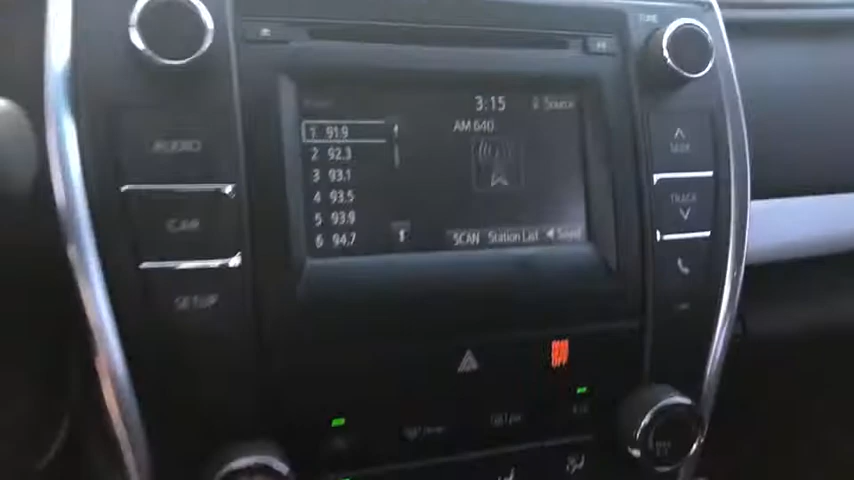 TUNE
3:15
Source
AM 640
1 91.9
2 92.3
3 93.1
4 93.5
5 93.9
6 94.7
SCAN Station List
AUDIO
CAR
SETUP
SEEK
TRACK